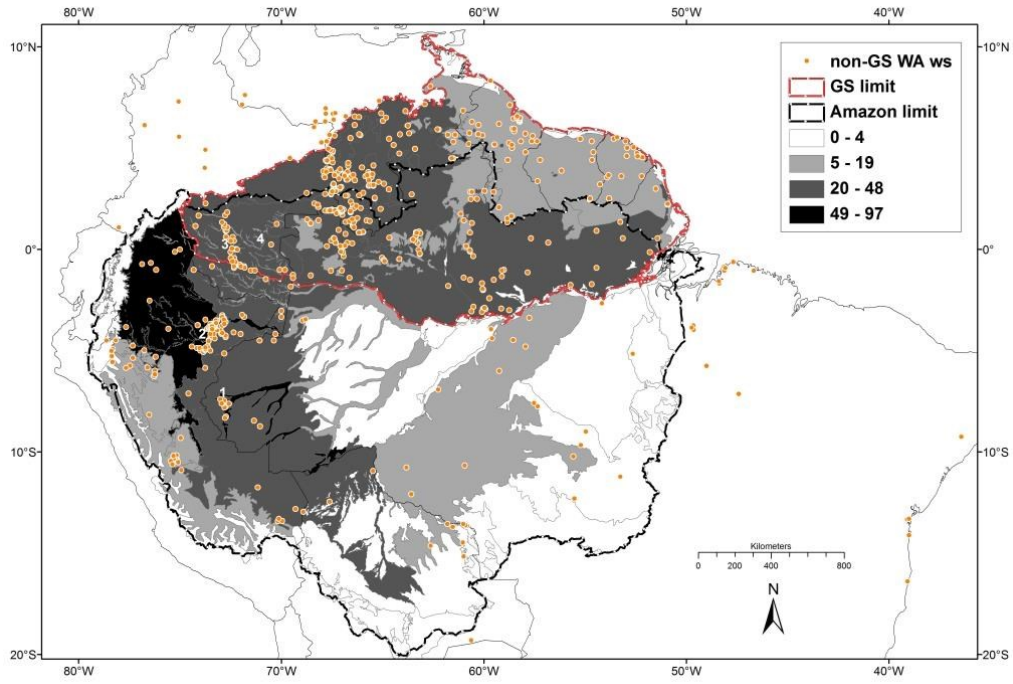 80°W 70°W 60°W 50°W 40°W
10°N 10°N
non-GS WA ws
GS limit
Amazon limit
0 - 4
5 - 19
20 - 48
49 - 97
3 4
0° 0°
2
1
10°S 10°S
Kilometers
0 200 400 800
N
20°S 20°S
80°W 70°W 60°W 50°W 40°W